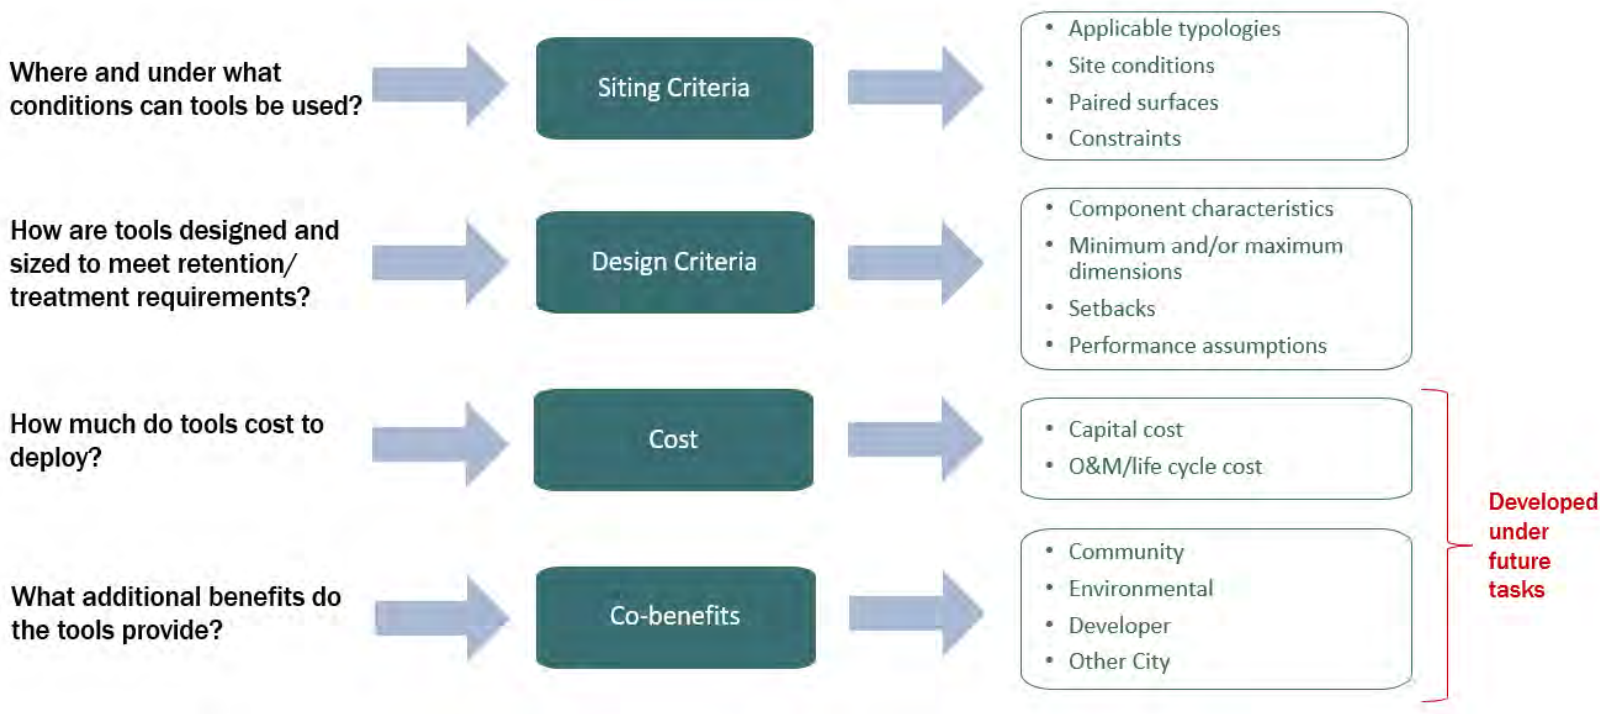 Where and under what
conditions can tools be used?
Siting Criteria
• Applicable typologies
• Site conditions
• Paired surfaces
• Constraints
How are tools designed and
sized to meet retention/
treatment requirements?
Design Criteria
• Component characteristics
• Minimum and/or maximum
dimensions
• Setbacks
• Performance assumptions
How much do tools cost to
deploy?
Cost
• Capital cost
• O&M/life cycle cost
What additional benefits do
the tools provide?
Co-benefits
• Community
• Environmental
• Developer
• Other City
Developed
under
future
tasks